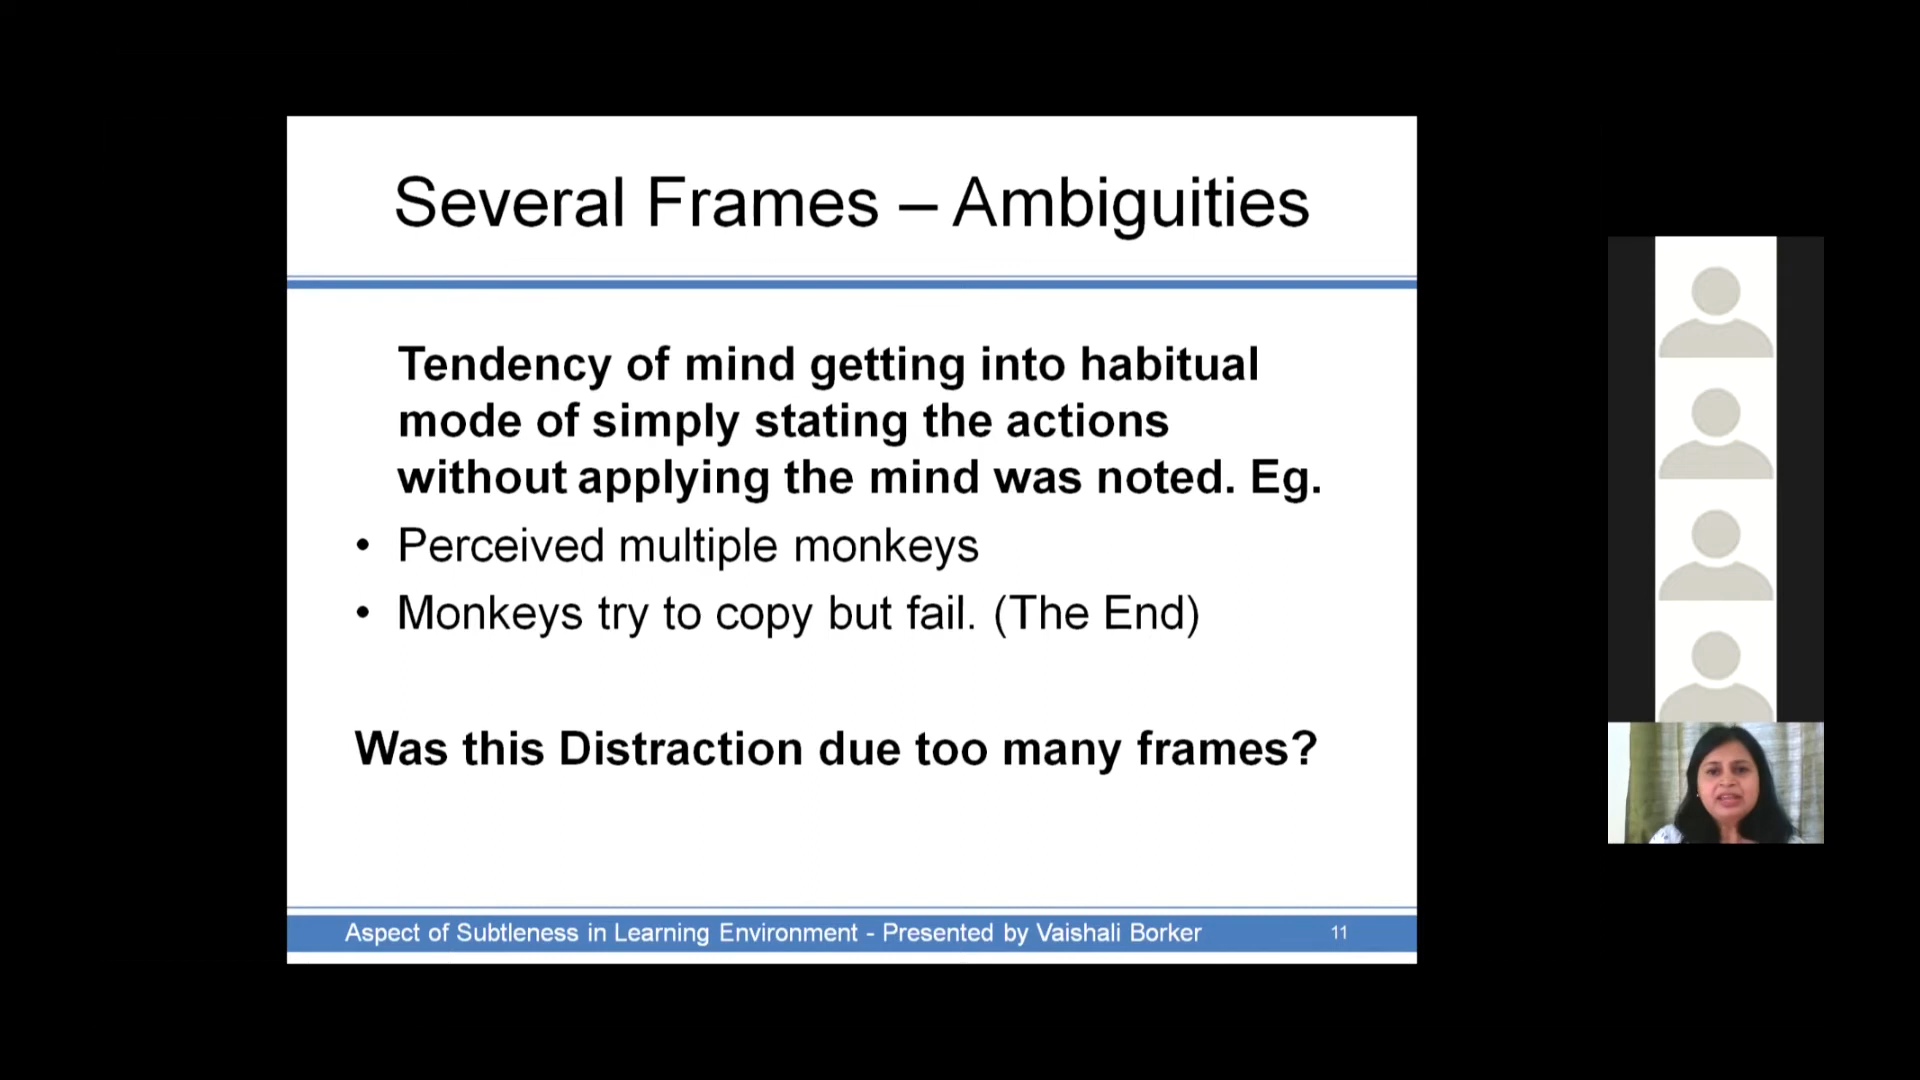 Several Frames – Ambiguities
Tendency of mind getting into habitual
mode of simply stating the actions
without applying the mind was noted. Eg.
• Perceived multiple monkeys
• Monkeys try to copy but fail. (The End)
Was this Distraction due too many frames?
Aspect of Subtleness in Learning Environment - Presented by Vaishali Borker 11